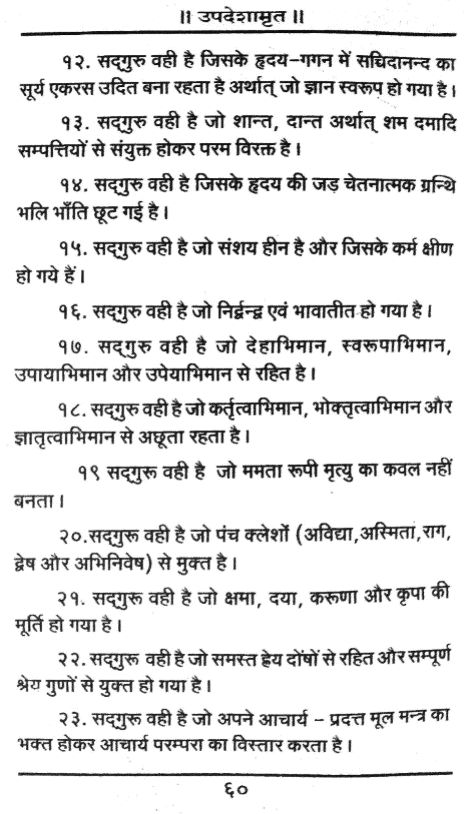 ॥ उपदेशामृत ॥
१२. सद्गुरु वही है जिसके हृदय-गगन में सच्चिदानन्द का
सूर्य एकरस उदित बना रहता है अर्थात् जो ज्ञान स्वरूप हो गया है।
१३. सद्गुरु वही है जो शान्त, दान्त अर्थात् शम दमादि
सम्पत्तियों से संयुक्त होकर परम विरक्त है।
१४. सद्गुरु वही है जिसके हृदय की जड़ चेतनात्मक ग्रन्थि
भलि भाँति छूट गई है।
१५. सद्गुरु वही है जो संशय हीन है और जिसके कर्म क्षीण
हो गये हैं।
१६. सद्गुरु वही है जो निर्द्वन्द्व एवं भावातीत हो गया है।
१७. सद्गुरु वही है जो देहाभिमान, स्वरूपाभिमान,
उपायाभिमान और उपेयाभिमान से रहित है।
१८. सद्गुरु वही है जो कर्तृत्वाभिमान, भोक्तृत्वाभिमान और
ज्ञातृत्वाभिमान से अछूता रहता है।
१९ सद्गुरू वही है जो ममता रूपी मृत्यु का कवल नहीं
बनता।
२०.सद्गुरू वही है जो पंच क्लेशों (अविद्या,अस्मिता,राग,
द्वेष और अभिनिवेष) से मुक्त है।
२१. सद्गुरू वही है जो क्षमा, दया, करूणा और कृपा की
मूर्ति हो गया है।
२२.सद्गुरू वही है जो समस्त हेय दोंषों से रहित और सम्पूर्ण
श्रेय गुणों से युक्त हो गया है।
२३. सद्गुरू वही है जो अपने आचार्य - प्रदत्त मूल मन्त्र का
भक्त होकर आचार्य परम्परा का विस्तार करता है।
६०